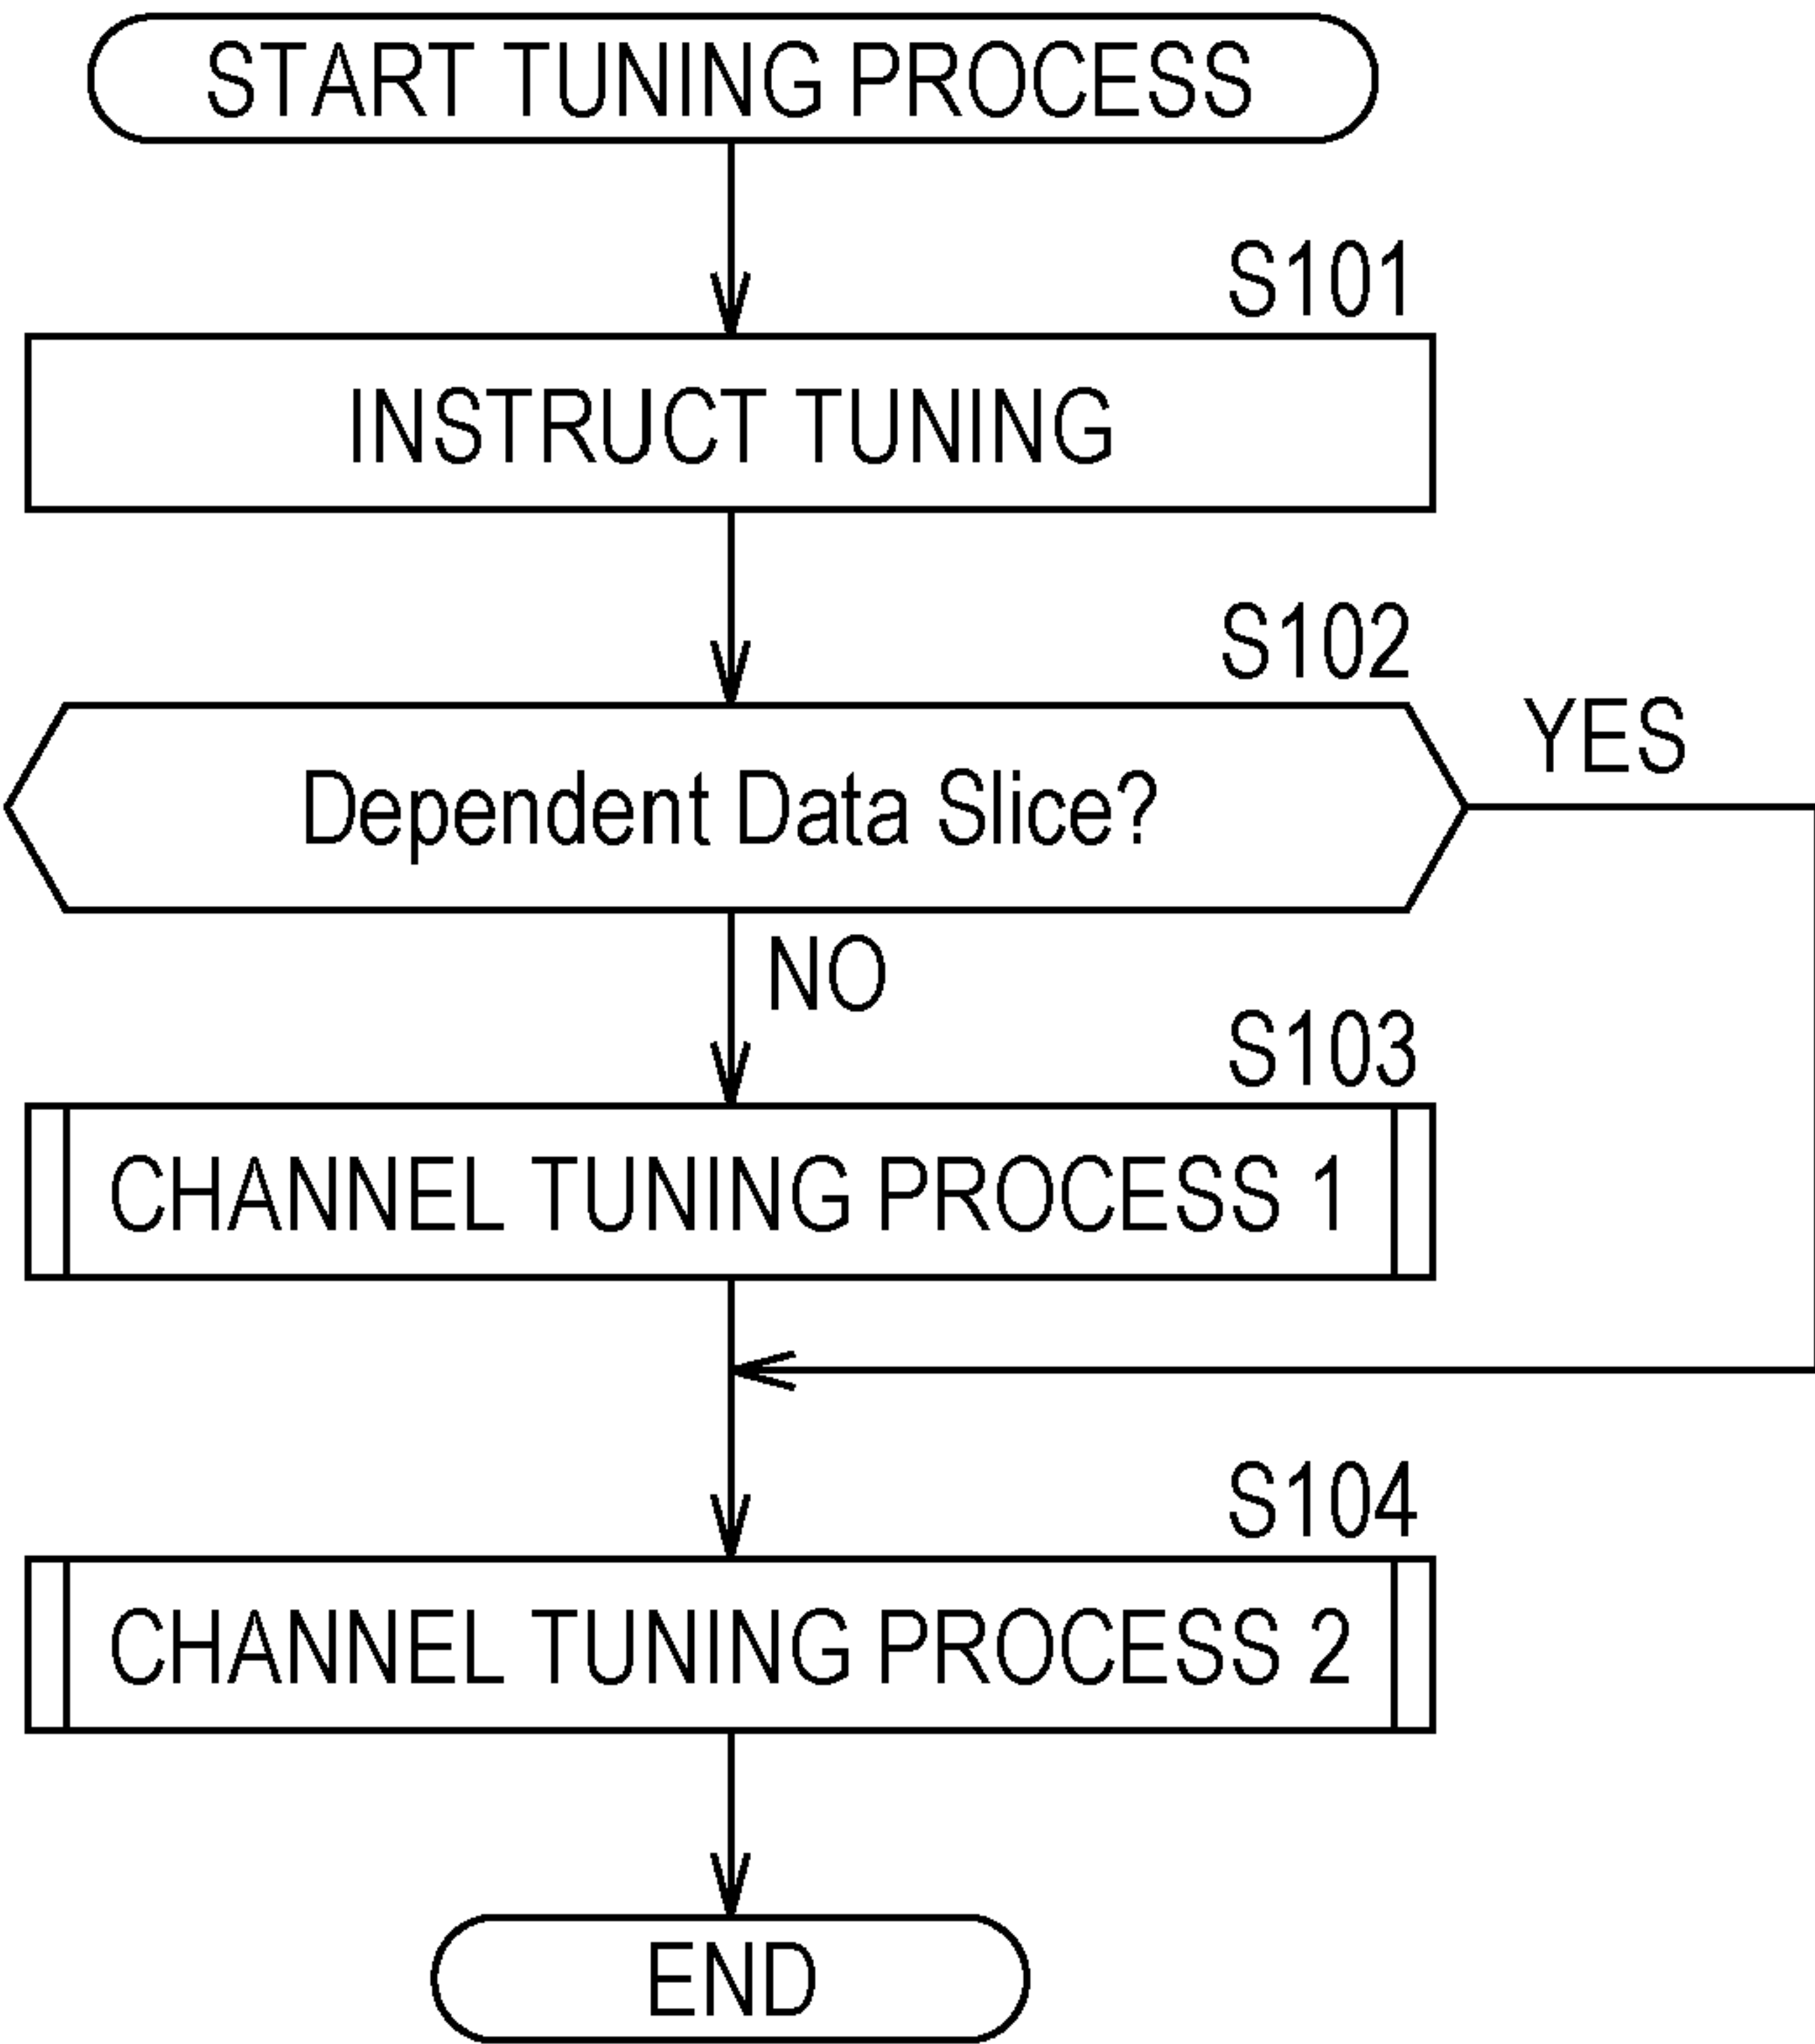 START TUNING PROCESS
S101
INSTRUCT TUNING
S102
YES
Dependent Data Slice?
NO
S103
CHANNEL TUNING PROCESS 1
S104
CHANNEL TUNING PROCESS 2
END